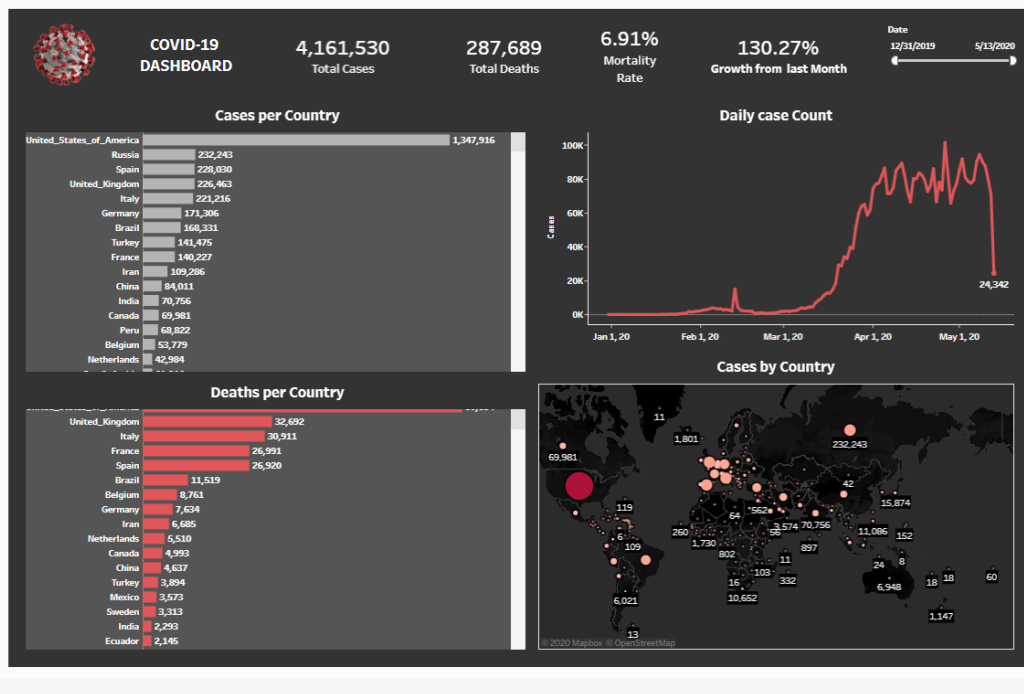 COVID-19
DASHBOARD
4,161,530
Total Cases
287,689
Total Deaths
6.91%
Mortality
Rate
130.27%
Growth from last Month
Date
12/31/2019 5/13/2020
Cases per Country
United_States_of_America 1,347,916
Russia 232,243
Spain 228,030
United_Kingdom 226,463
Italy 221,216
Germany 171,306
Brazil 168,331
Turkey 141,475
France 140,227
Iran 109,286
China 84,011
India 70,756
Canada 69,981
Peru 68,822
Belgium 53,779
Netherlands 42,984
Daily case Count
Cases
100K
80K
60K
40K
20K
0K
24,342
Jan 1, 20 Feb 1, 20 Mar 1, 20 Apr 1, 20 May 1, 20
Deaths per Country
United_Kingdom 32,692
Italy 30,911
France 26,991
Spain 26,920
Brazil 11,519
Belgium 8,761
Germany 7,634
Iran 6,685
Netherlands 5,510
Canada 4,993
China 4,637
Turkey 3,894
Mexico 3,573
Sweden 3,313
India 2,293
Ecuador 2,145
Cases by Country
11
1,801
232,243
69,981
42
15,874
119
64
562
3,574
70,756
56
260
6
1,730
109
802
897
11,086
152
11
24
8
103
16
332
6,948
18
18
60
10,652
6,021
1,147
13
© 2020 Mapbox © OpenStreetMap